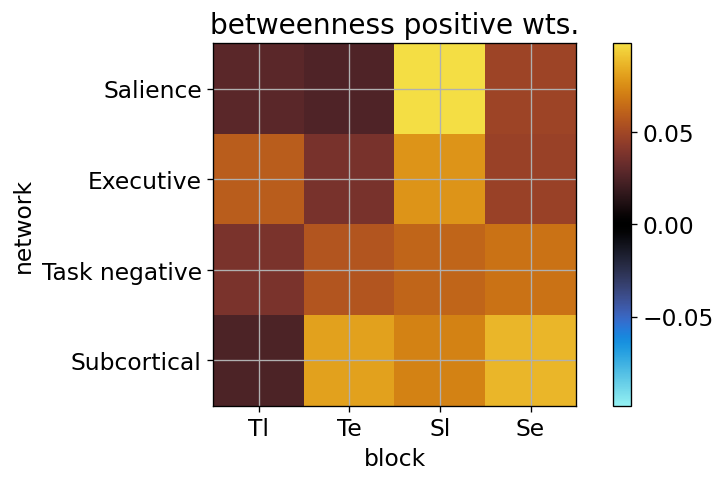 betweenness positive wts.
Salience
Executive
Task negative
Subcortical
network
Tl
Te
Sl
Se
block
0.05
0.00
−0.05